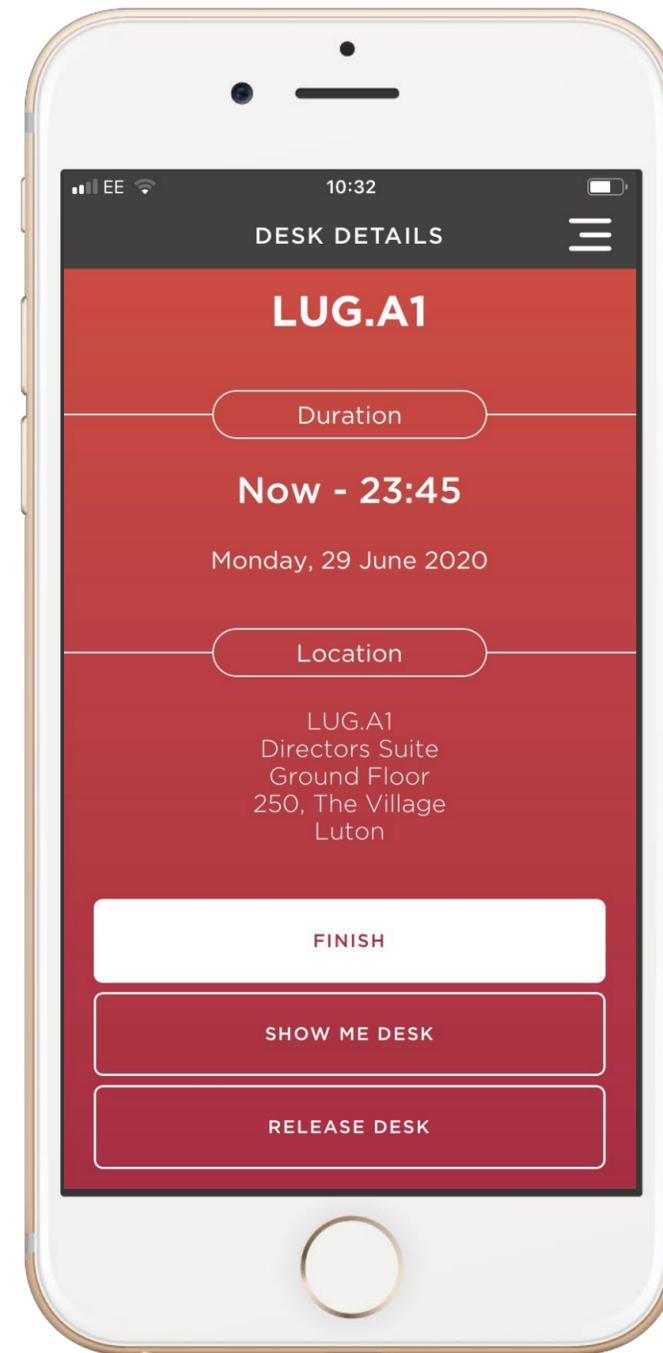 EE
10:32
DESK DETAILS
LUG.A1
Duration
Now - 23:45
Monday, 29 June 2020
Location
LUG.A1
Directors Suite
Ground Floor
250, The Village
Luton
FINISH
SHOW ME DESK
RELEASE DESK